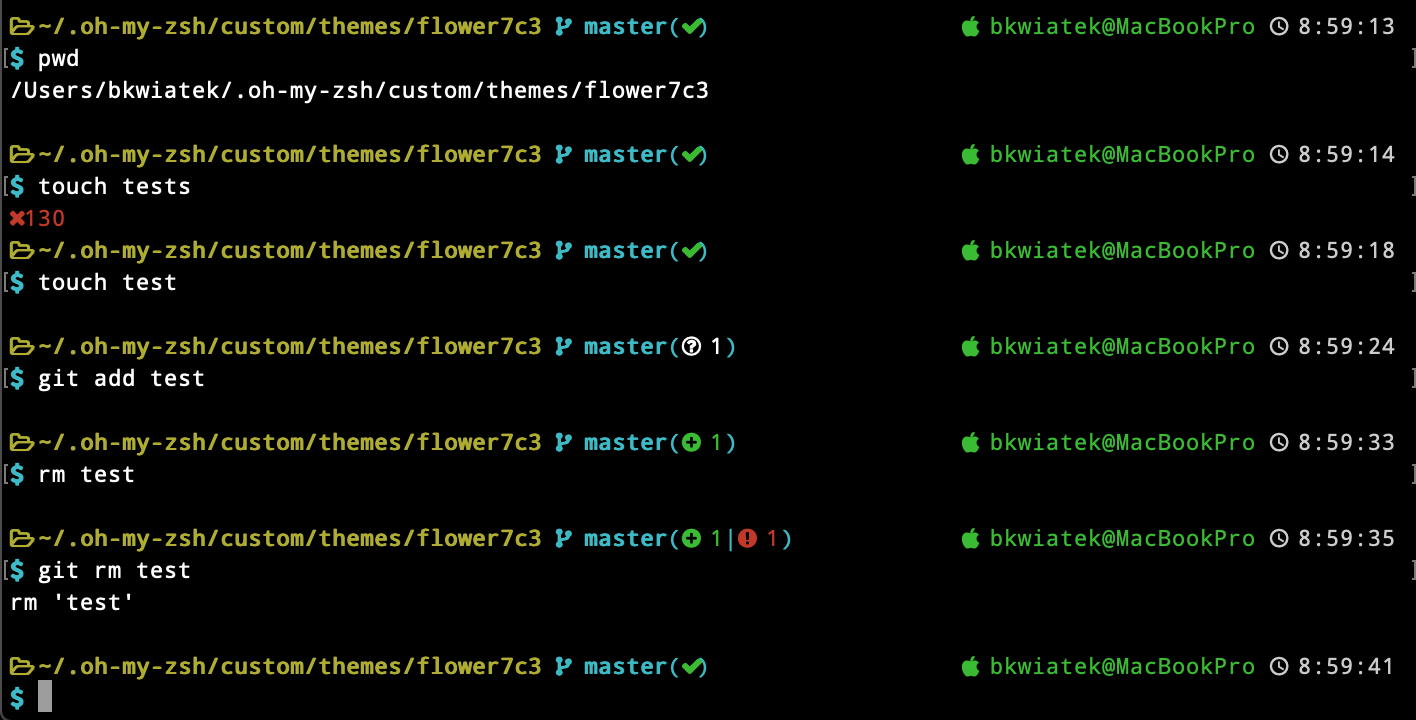 ~/.oh-my-zsh/custom/themes/flower7c3 master(✔) bkwiatek@MacBookPro 8:59:13
[$ pwd ]
/Users/bkwiatek/.oh-my-zsh/custom/themes/flower7c3
~/.oh-my-zsh/custom/themes/flower7c3 master(✔) bkwiatek@MacBookPro 8:59:14
[$ touch tests ]
✖130
~/.oh-my-zsh/custom/themes/flower7c3 master(✔) bkwiatek@MacBookPro 8:59:18
[$ touch test ]
~/.oh-my-zsh/custom/themes/flower7c3 master(? 1) bkwiatek@MacBookPro 8:59:24
[$ git add test ]
~/.oh-my-zsh/custom/themes/flower7c3 master(+ 1) bkwiatek@MacBookPro 8:59:33
[$ rm test ]
~/.oh-my-zsh/custom/themes/flower7c3 master(+ 1|! 1) bkwiatek@MacBookPro 8:59:35
[$ git rm test ]
rm 'test'
~/.oh-my-zsh/custom/themes/flower7c3 master(✔) bkwiatek@MacBookPro 8:59:41
$